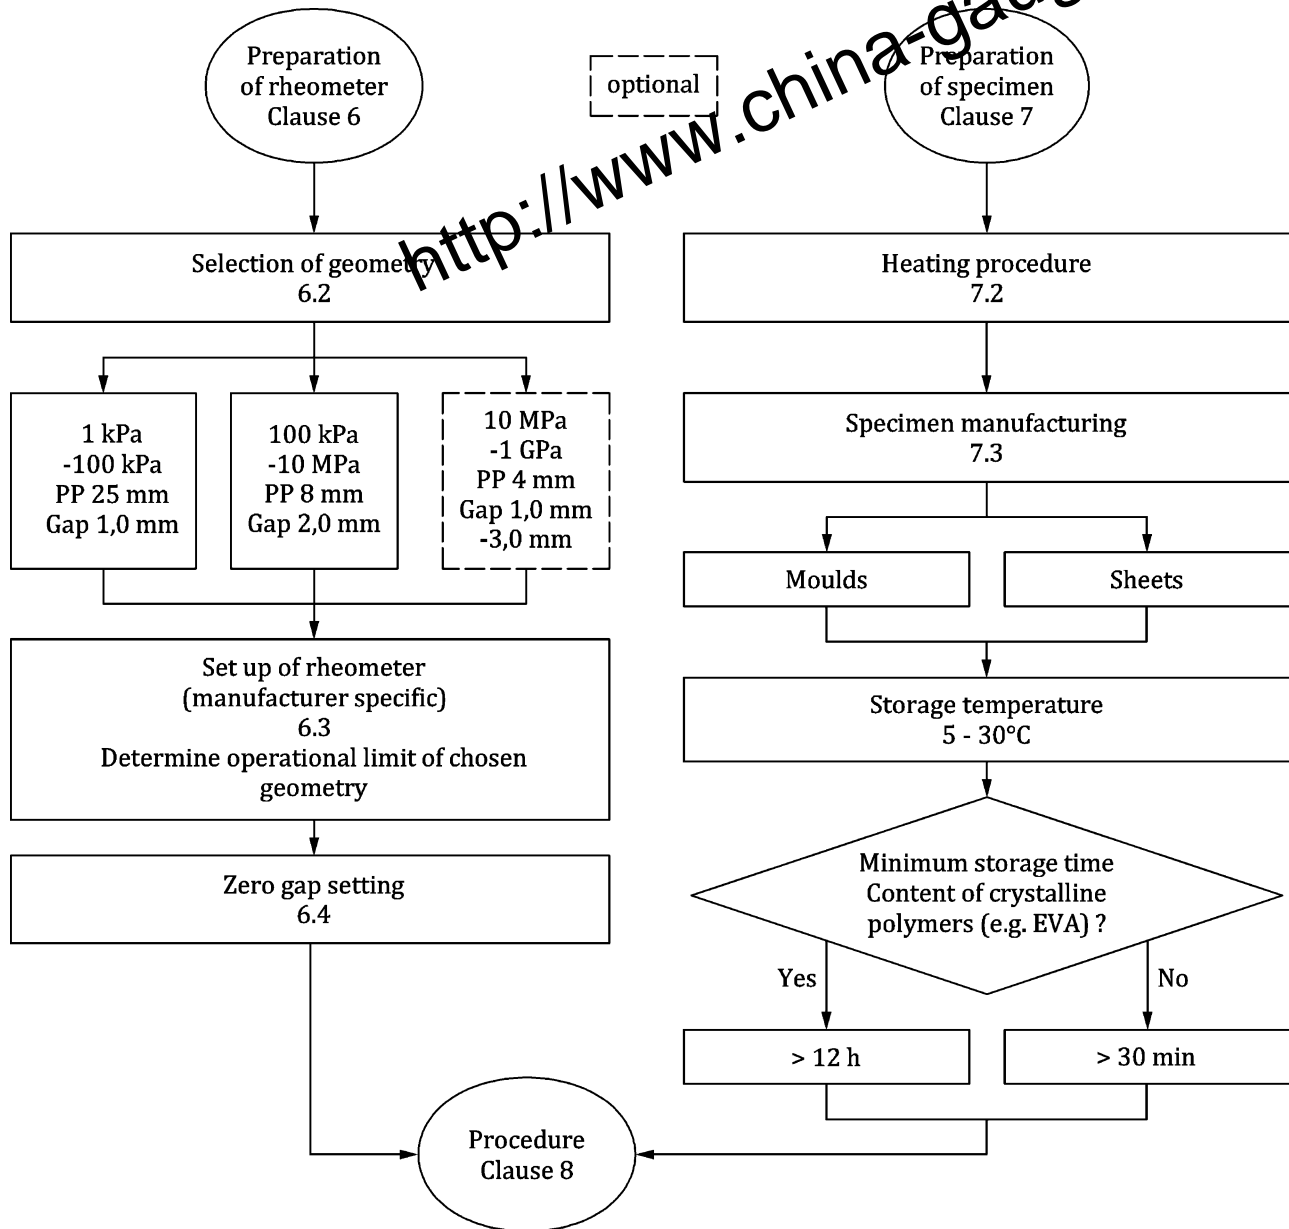 Preparation
of rheometer
Clause 6
optional
Preparation
of specimen
Clause 7
http://www.china-gad
Selection of geometry
6.2
Heating procedure
7.2
1 kPa
-100 kPa
PP 25 mm
Gap 1,0 mm
100 kPa
-10 MPa
PP 8 mm
Gap 2,0 mm
10 MPa
-1 GPa
PP 4 mm
Gap 1,0 mm
-3,0 mm
Specimen manufacturing
7.3
Moulds
Sheets
Set up of rheometer
(manufacturer specific)
6.3
Determine operational limit of chosen
geometry
Storage temperature
5 - 30°C
Zero gap setting
6.4
Minimum storage time
Content of crystalline
polymers (e.g. EVA) ?
Yes
No
> 12 h
> 30 min
Procedure
Clause 8